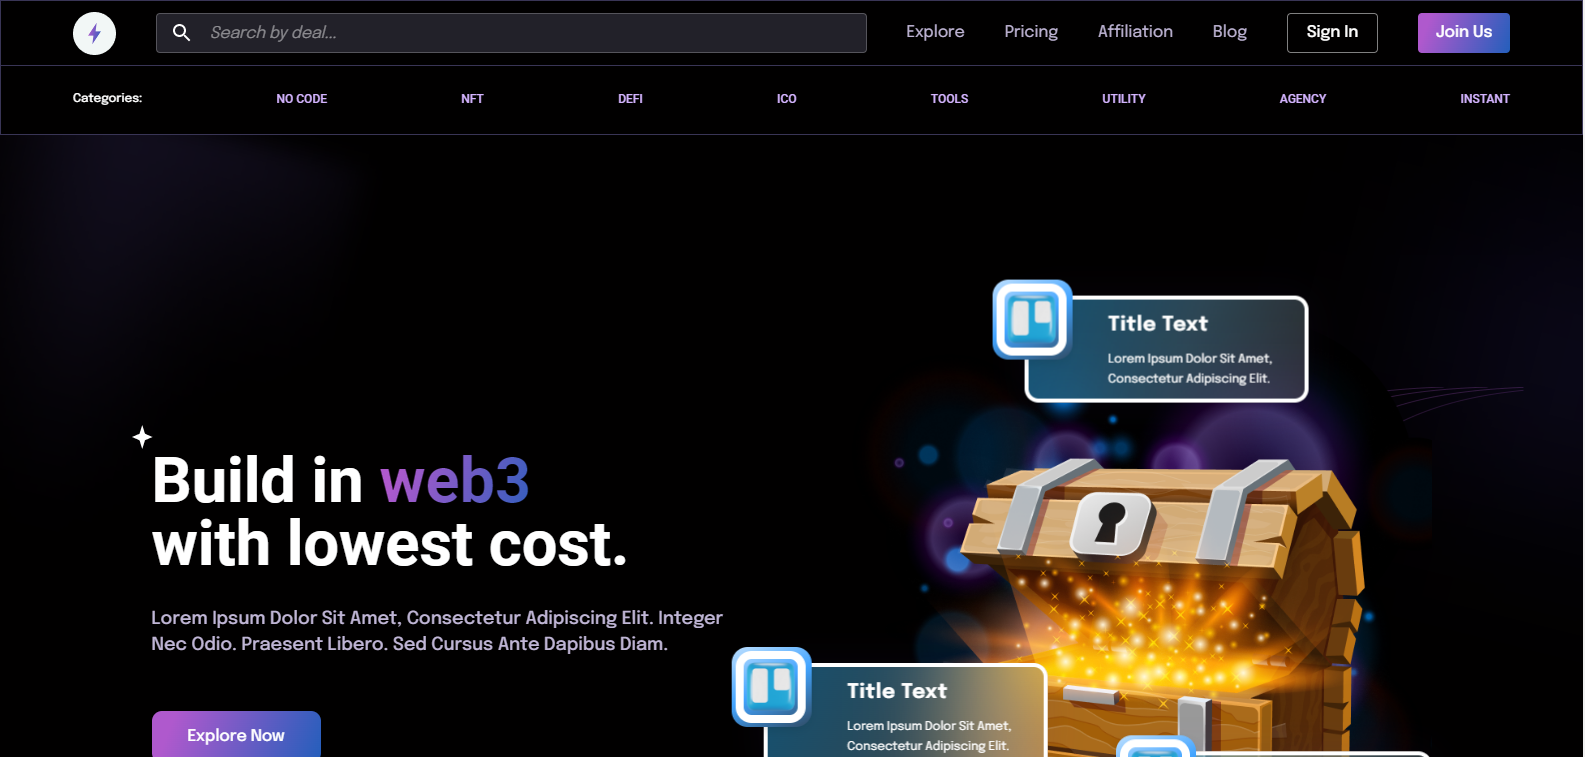 Search by deal...
Explore
Pricing
Affiliation
Blog
Sign In
Join Us
Categories:
NO CODE
NFT
DEFI
ICO
TOOLS
UTILITY
AGENCY
INSTANT
Title Text
Lorem Ipsum Dolor Sit Amet,
Consectetur Adipiscing Elit.
Build in web3
with lowest cost.
Lorem Ipsum Dolor Sit Amet, Consectetur Adipiscing Elit. Integer
Nec Odio. Praesent Libero. Sed Cursus Ante Dapibus Diam.
Title Text
Lorem Ipsum Dolor Sit Amet,
Consectetur Adipiscing Elit.
Explore Now